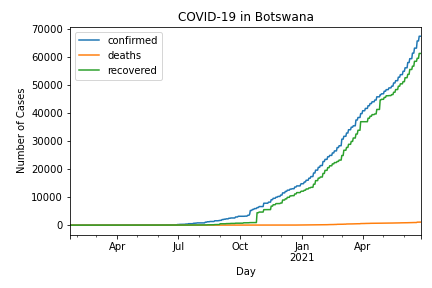 COVID-19 in Botswana
confirmed
deaths
recovered
Number of Cases
70000
60000
50000
40000
30000
20000
10000
0
Apr
Jul
Oct
Jan
2021
Apr
Day